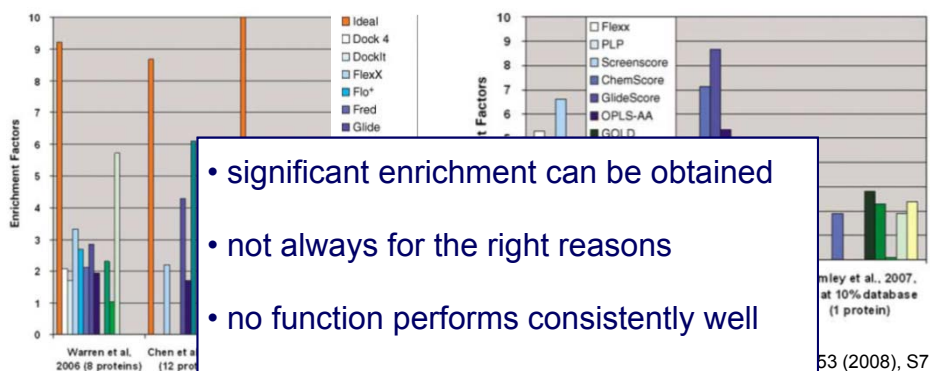 10
9
8
7
6
5
4
3
2
1
0
Enrichment Factors
Ideal
Dock 4
DockIt
FlexX
Flo+
Fred
Glide
Warren et al,
2006 (8 proteins)
Chen et
(12
10
9
8
7
6
Factors
Flexx
PLP
Screenscore
ChemScore
GlideScore
OPLS-AA
GOLD
et al., 2007,
at 10% database
(1 protein)
• significant enrichment can be obtained
• not always for the right reasons
• no function performs consistently well
53 (2008), S7